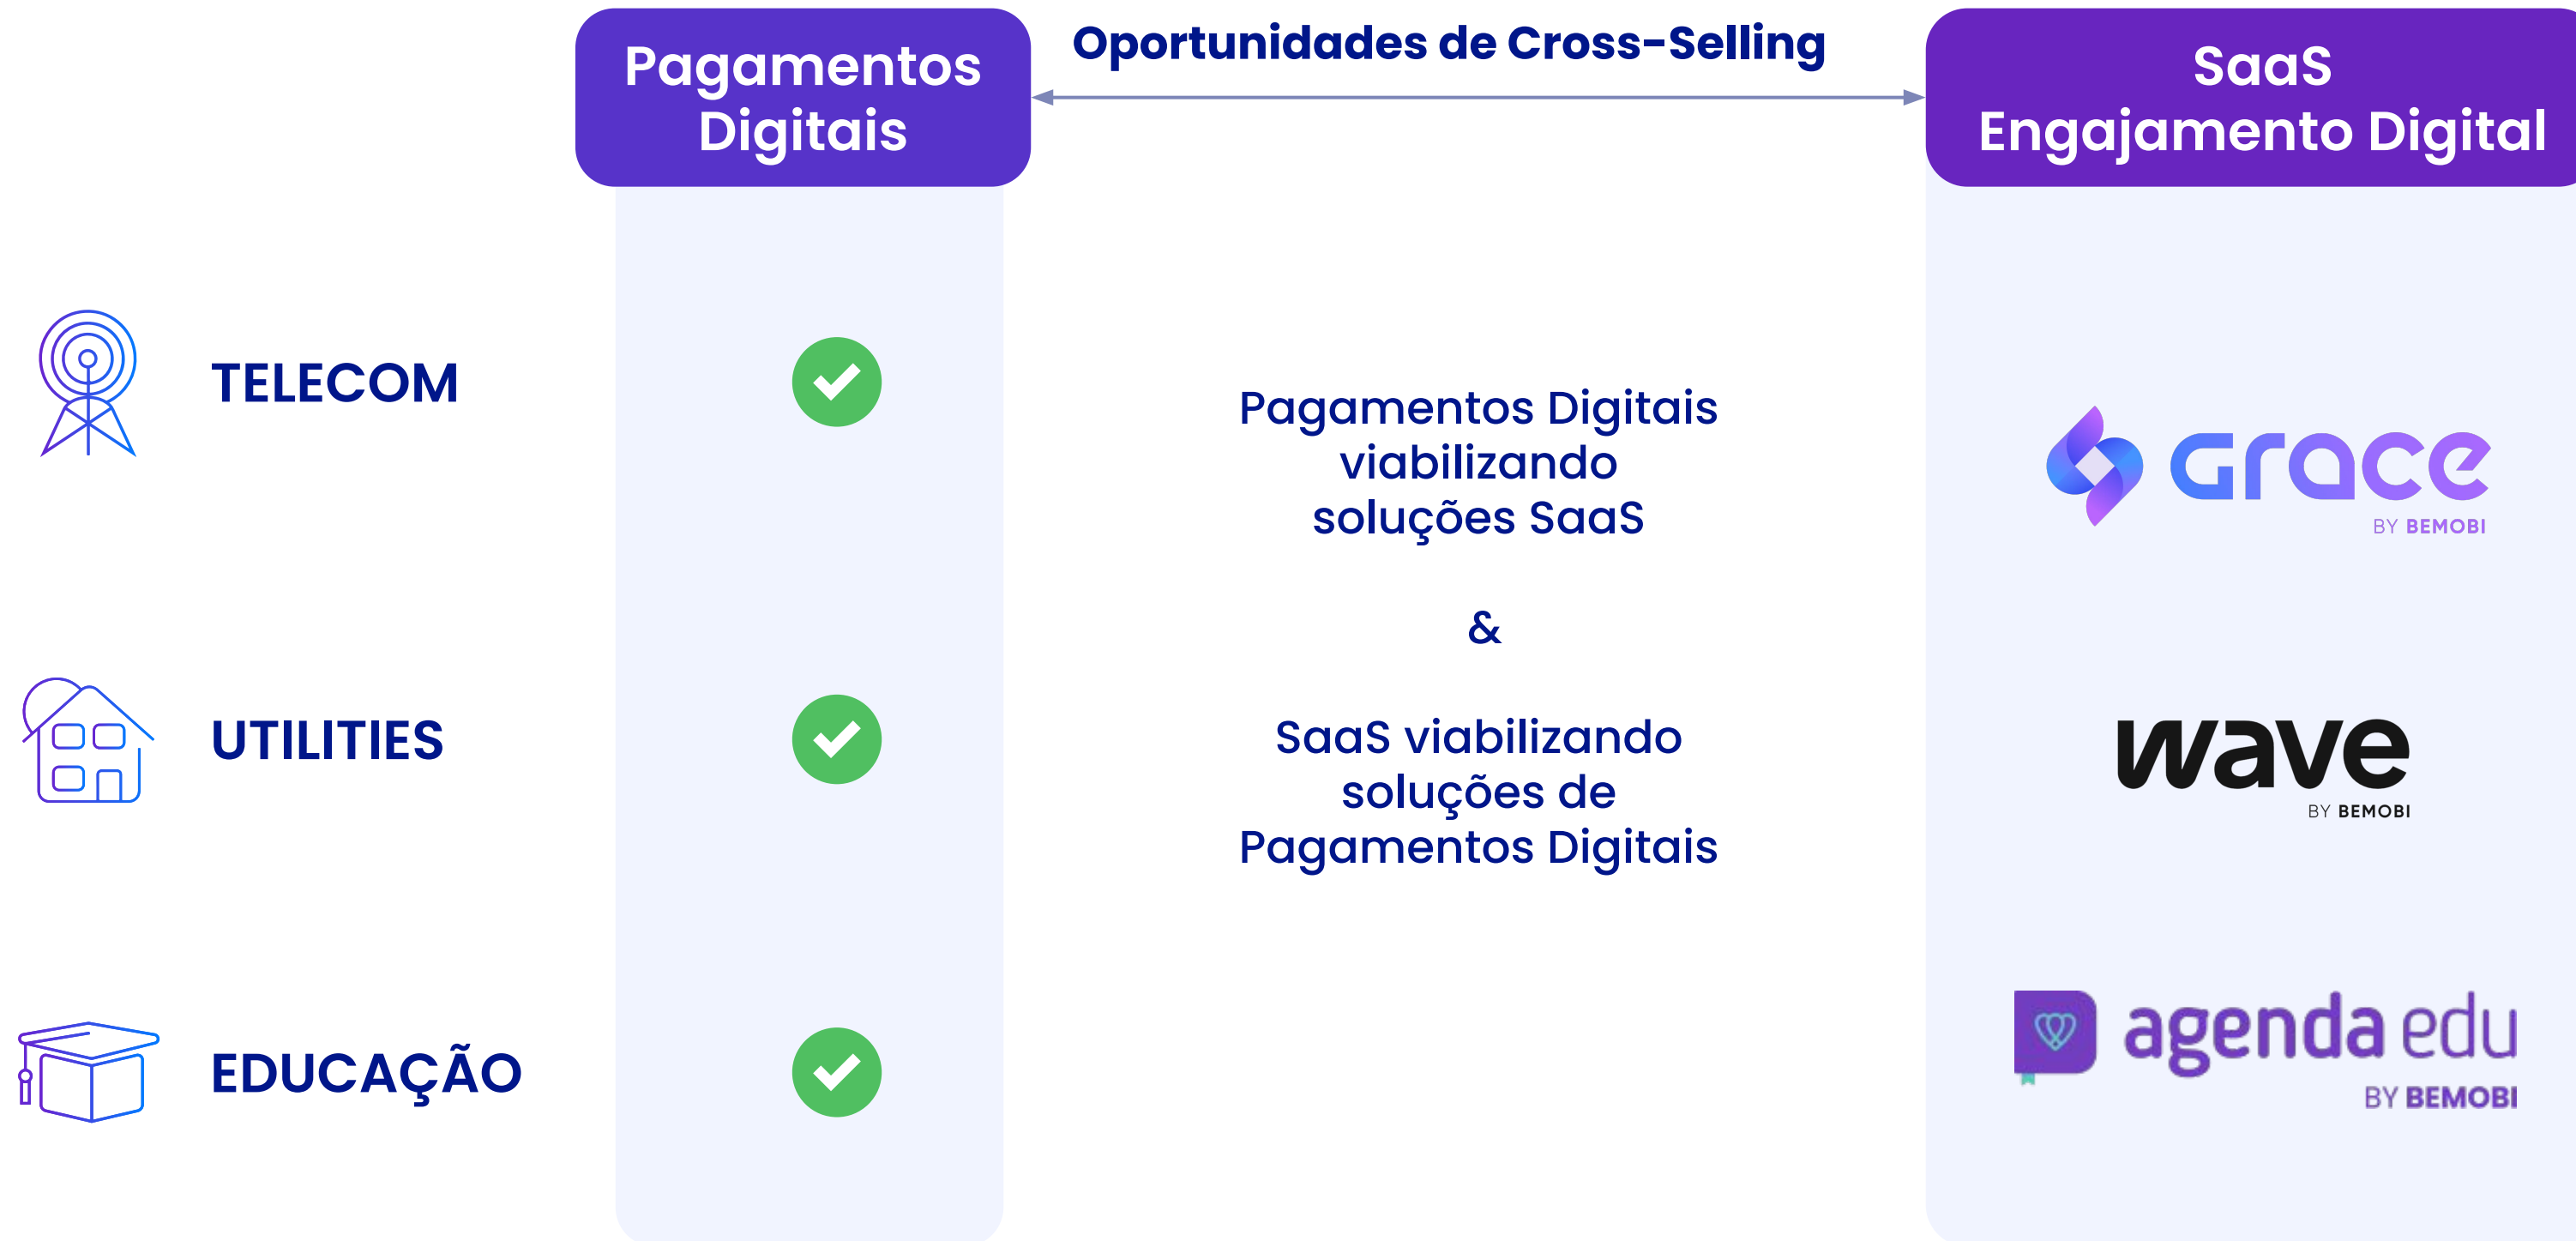 Pagamentos
Digitais
Oportunidades de Cross-Selling
SaaS
Engajamento Digital
TELECOM
Pagamentos Digitais
viabilizando
soluções SaaS
&
SaaS viabilizando
soluções de
Pagamentos Digitais
grace
BY BEMOBI
UTILITIES
wave
BY BEMOBI
EDUCAÇÃO
agenda edu
BY BEMOBI